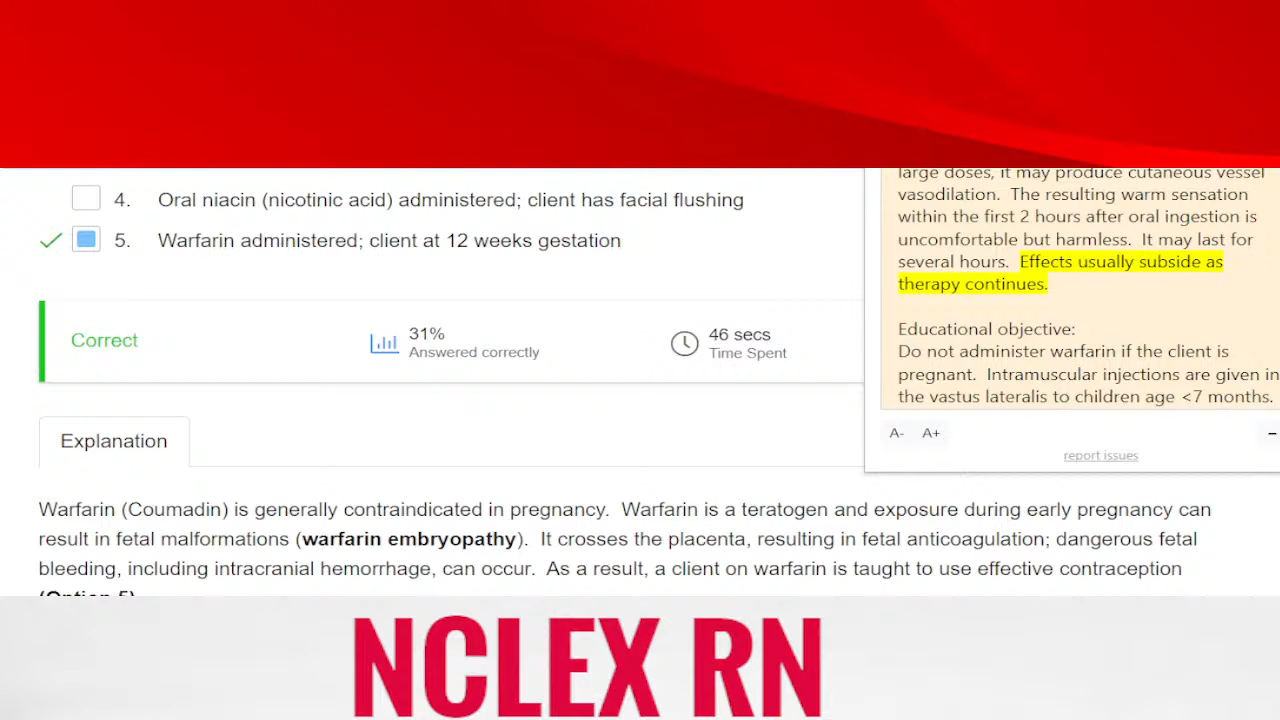 4. Oral niacin (nicotinic acid) administered; client has facial flushing
5. Warfarin administered; client at 12 weeks gestation
Correct
31%
Answered correctly
46 secs
Time Spent
large doses, it may produce cutaneous vessel
vasodilation. The resulting warm sensation
within the first 2 hours after oral ingestion is
uncomfortable but harmless. It may last for
several hours. Effects usually subside as
therapy continues.
Educational objective:
Do not administer warfarin if the client is
pregnant. Intramuscular injections are given in
the vastus lateralis to children age <7 months.
A- A+ −
report issues
Explanation
Warfarin (Coumadin) is generally contraindicated in pregnancy. Warfarin is a teratogen and exposure during early pregnancy can
result in fetal malformations (warfarin embryopathy). It crosses the placenta, resulting in fetal anticoagulation; dangerous fetal
bleeding, including intracranial hemorrhage, can occur. As a result, a client on warfarin is taught to use effective contraception
(Option 5)
NCLEX RN